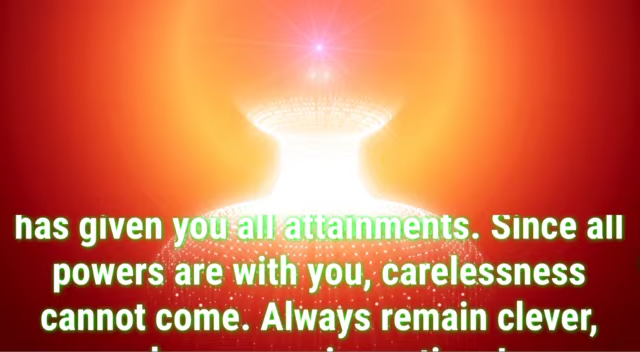 has given you all attainments. Since all
powers are with you, carelessness
cannot come. Always remain clever,